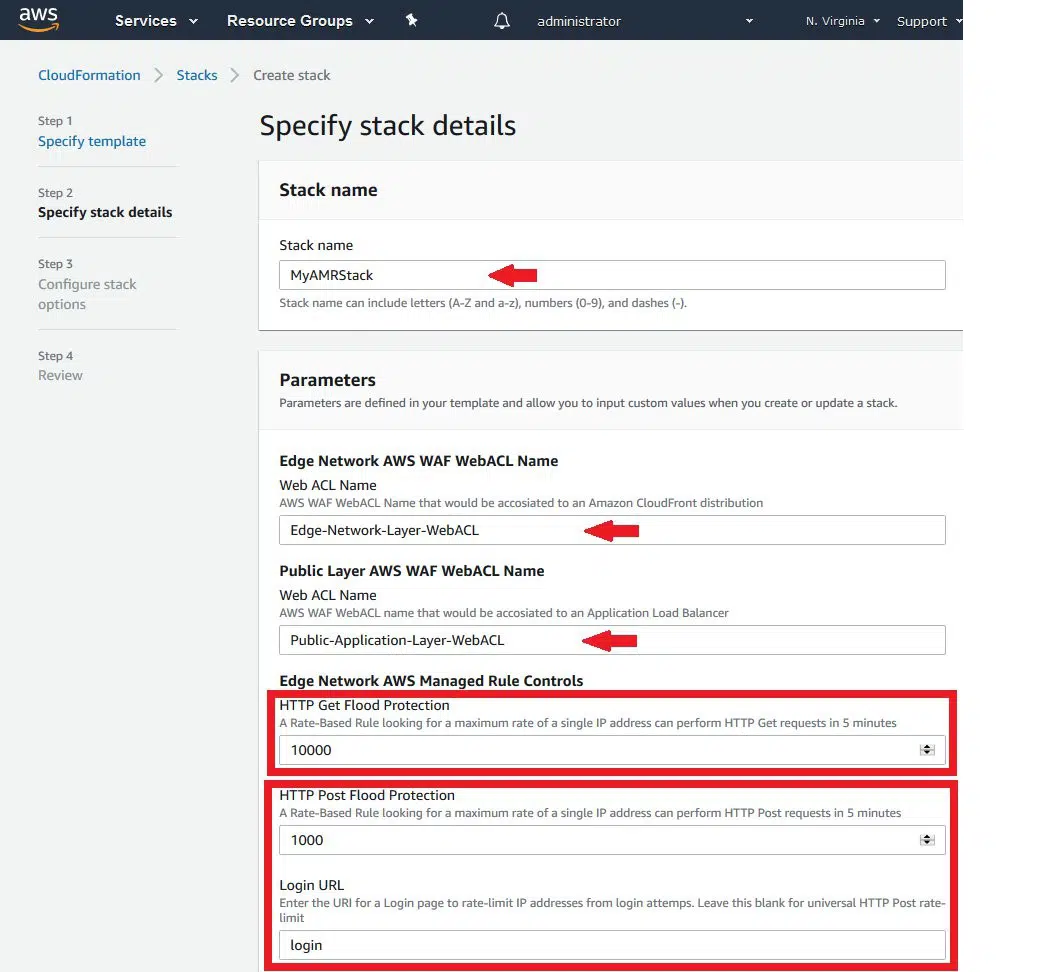 aws
Services
Resource Groups
administrator
N. Virginia
Support
CloudFormation
Stacks
Create stack
Step 1
Specify template
Step 2
Specify stack details
Step 3
Configure stack
options
Step 4
Review
Specify stack details
Stack name
Stack name
MyAMRStack
Stack name can include letters (A-Z and a-z), numbers (0-9), and dashes (-).
Parameters
Parameters are defined in your template and allow you to input custom values when you create or update a stack.
Edge Network AWS WAF WebACL Name
Web ACL Name
AWS WAF WebACL Name that would be accosiated to an Amazon CloudFront distribution
Edge-Network-Layer-WebACL
Public Layer AWS WAF WebACL Name
Web ACL Name
AWS WAF WebACL name that would be accosiated to an Application Load Balancer
Public-Application-Layer-WebACL
Edge Network AWS Managed Rule Controls
HTTP Get Flood Protection
A Rate-Based Rule looking for a maximum rate of a single IP address can perform HTTP Get requests in 5 minutes
10000
HTTP Post Flood Protection
A Rate-Based Rule looking for a maximum rate of a single IP address can perform HTTP Post requests in 5 minutes
1000
Login URL
Enter the URI for a Login page to rate-limit IP addresses from login attemps. Leave this blank for universal HTTP Post rate-
limit
login